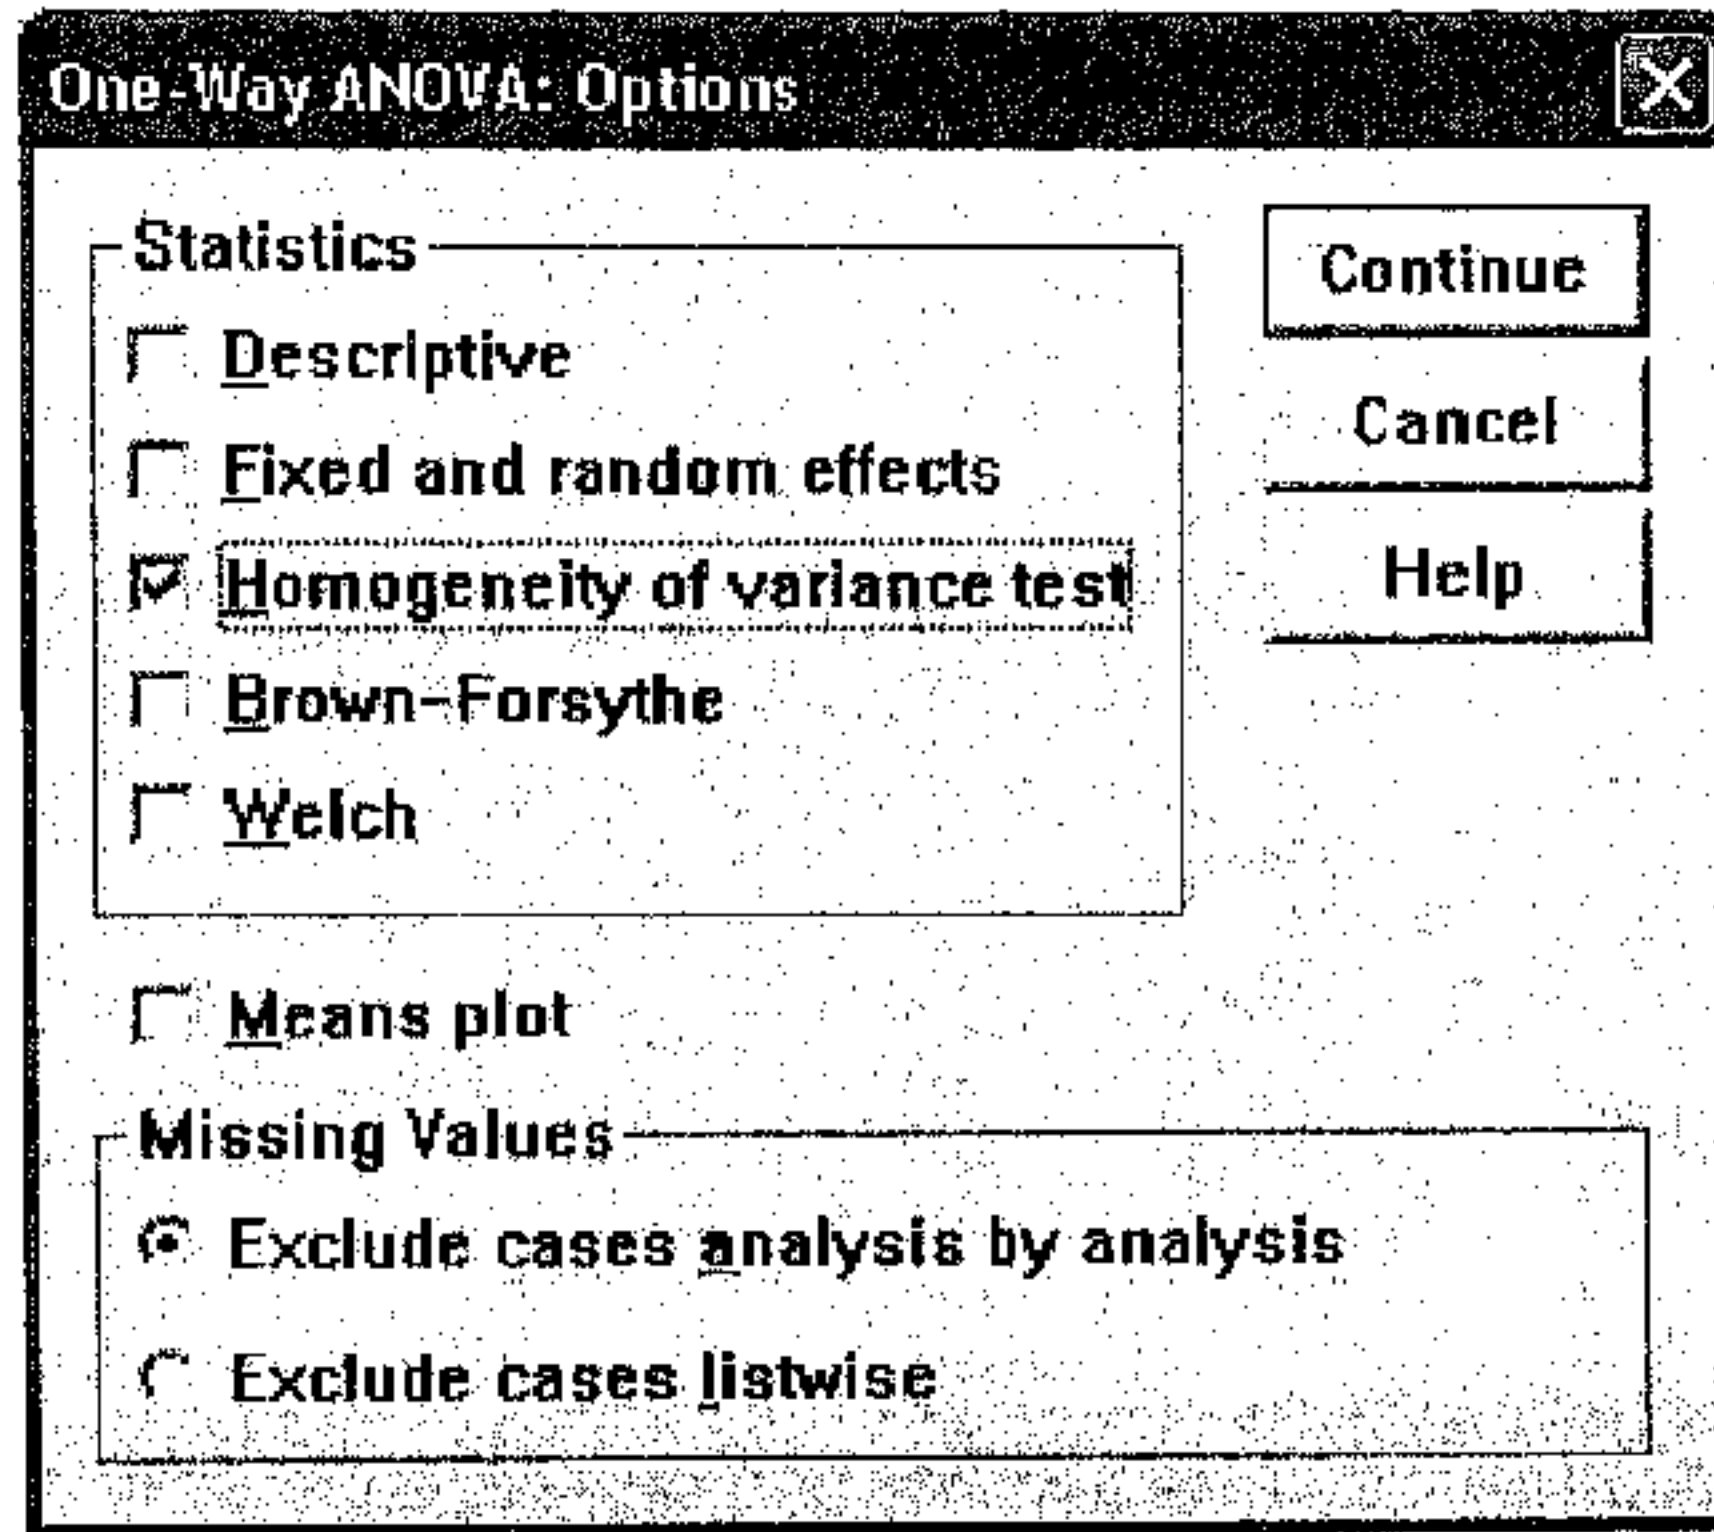 One-Way ANOVA: Options
Statistics
Descriptive
Fixed and random effects
Homogeneity of variance test
Brown-Forsythe
Welch
Continue
Cancel
Help
Means plot
Missing Values
Exclude cases analysis by analysis
Exclude cases listwise